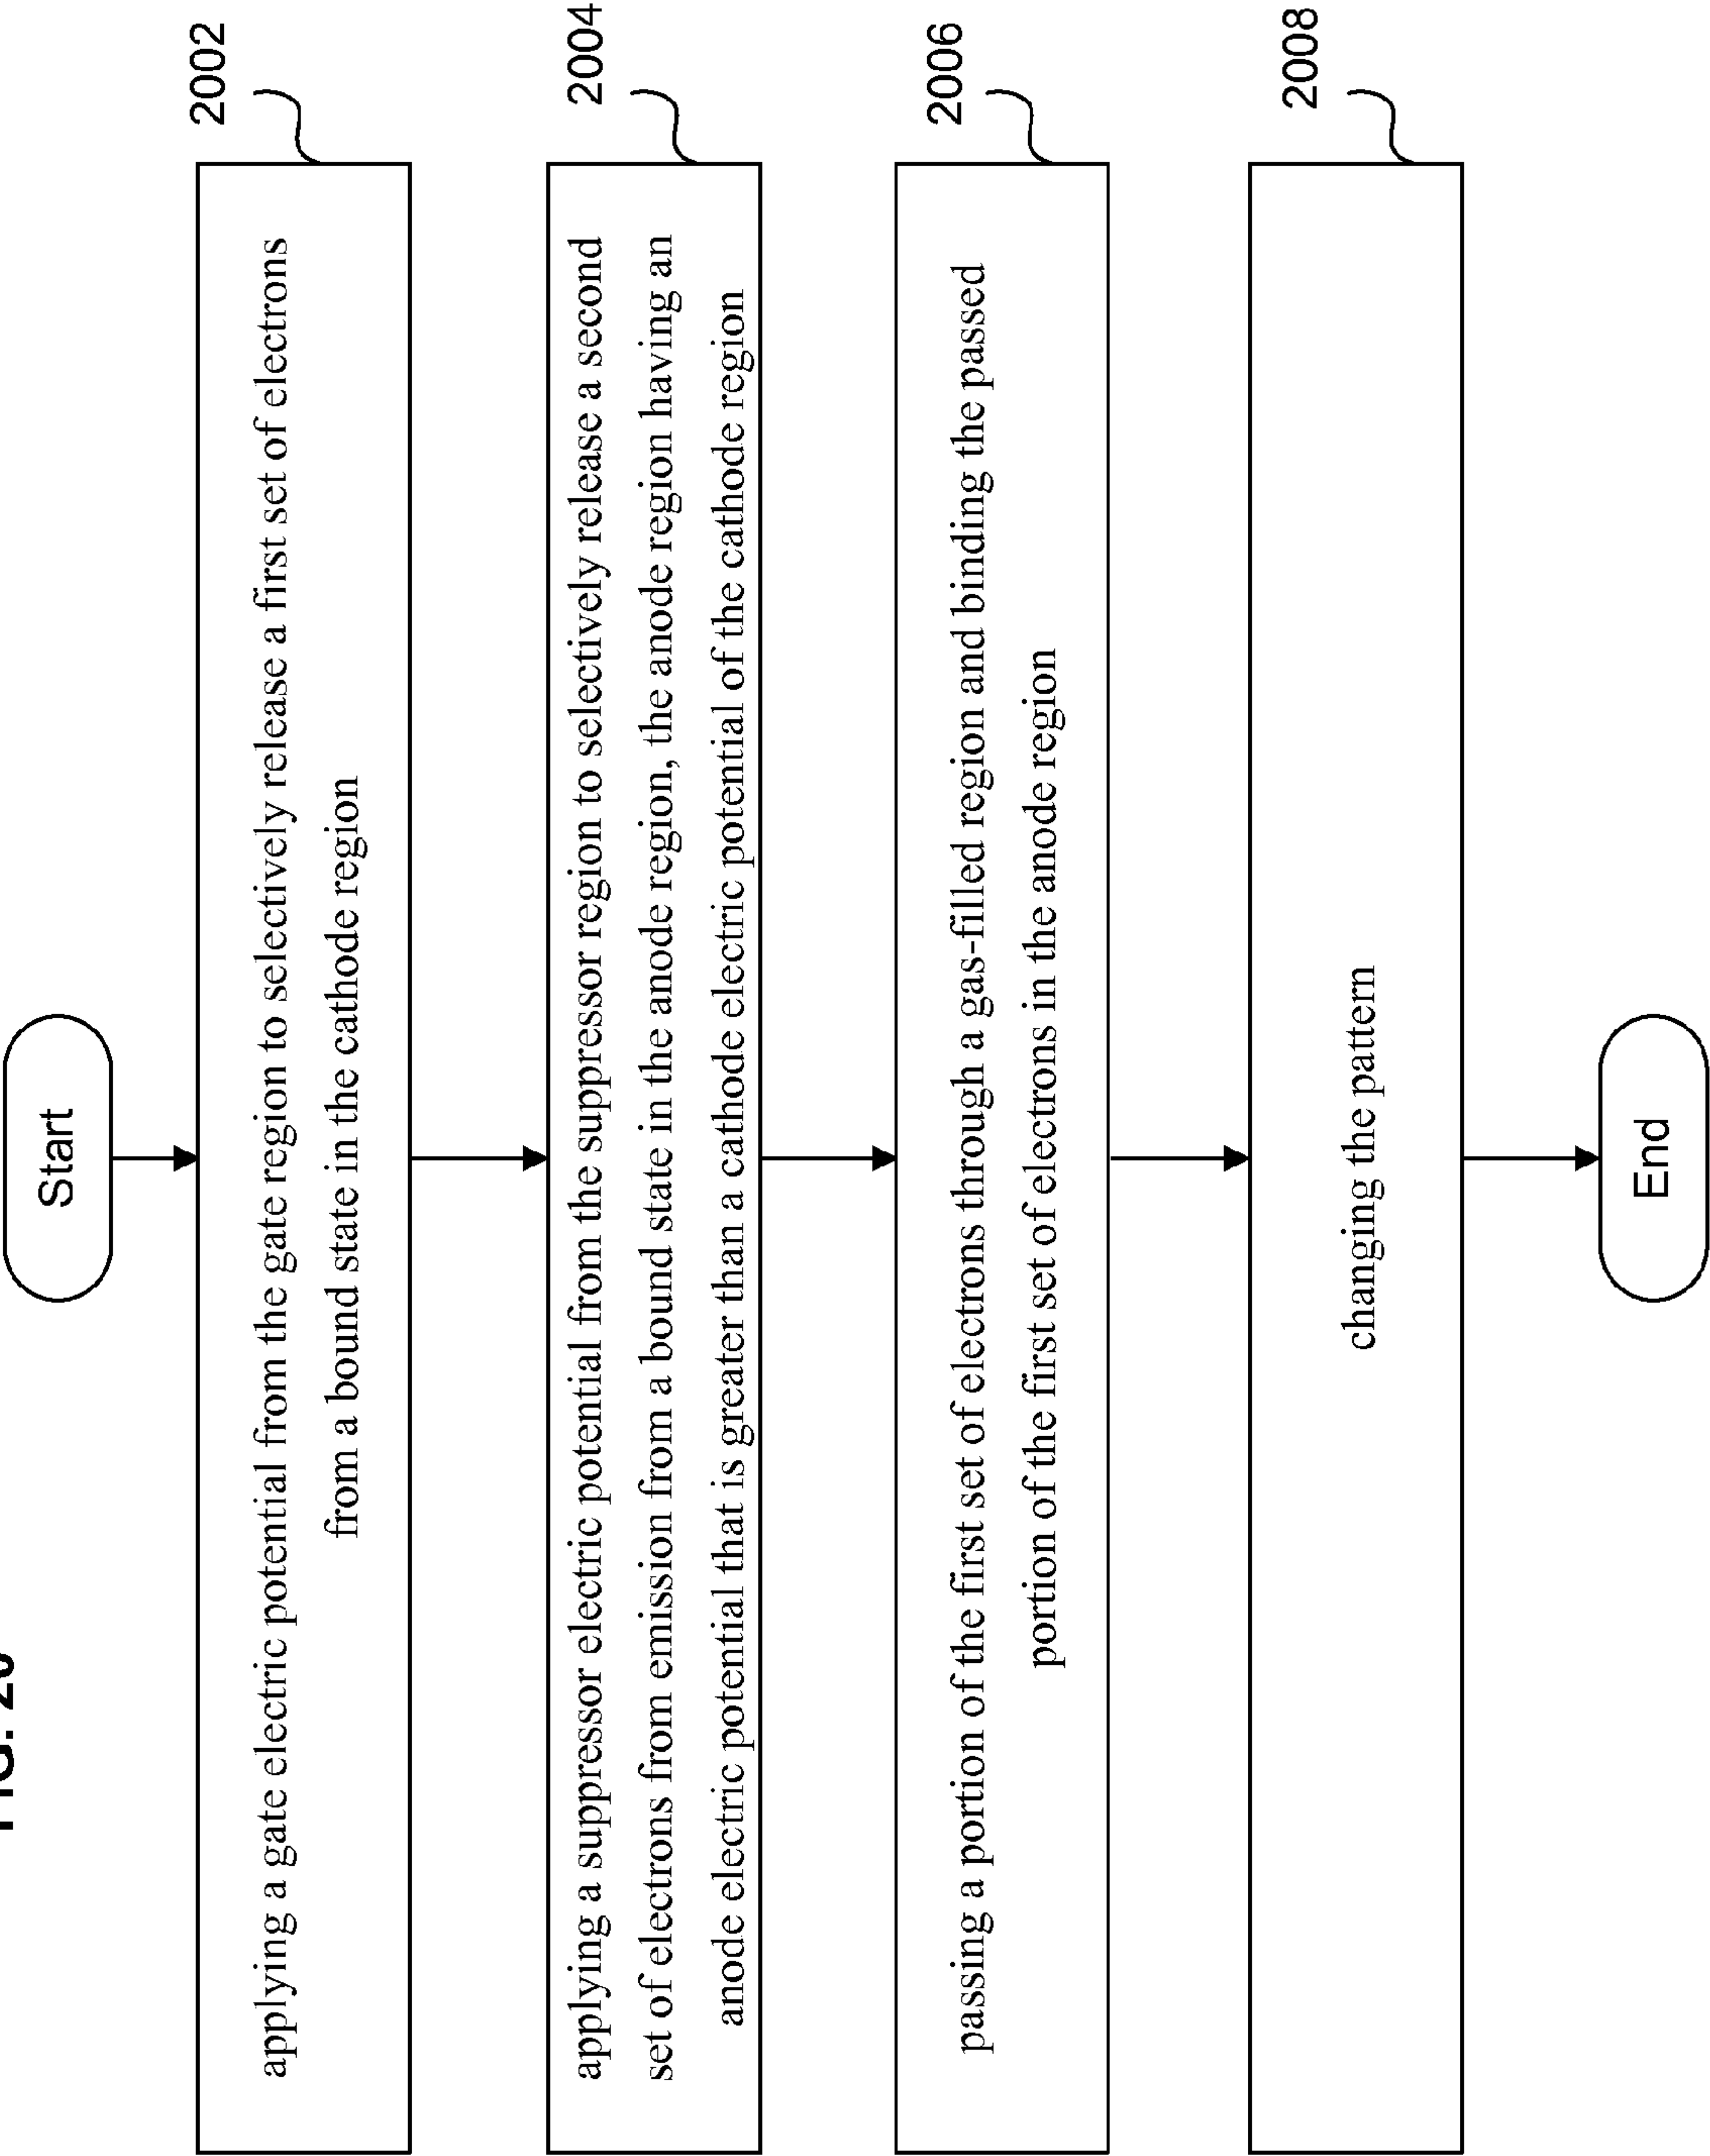 FIG. 20
Start
2002
applying a gate electric potential from the gate region to selectively release a first set of electrons
from a bound state in the cathode region
2004
applying a suppressor electric potential from the suppressor region to selectively release a second
set of electrons from emission from a bound state in the anode region, the anode region having an
anode electric potential that is greater than a cathode electric potential of the cathode region
2006
passing a portion of the first set of electrons through a gas-filled region and binding the passed
portion of the first set of electrons in the anode region
2008
changing the pattern
End